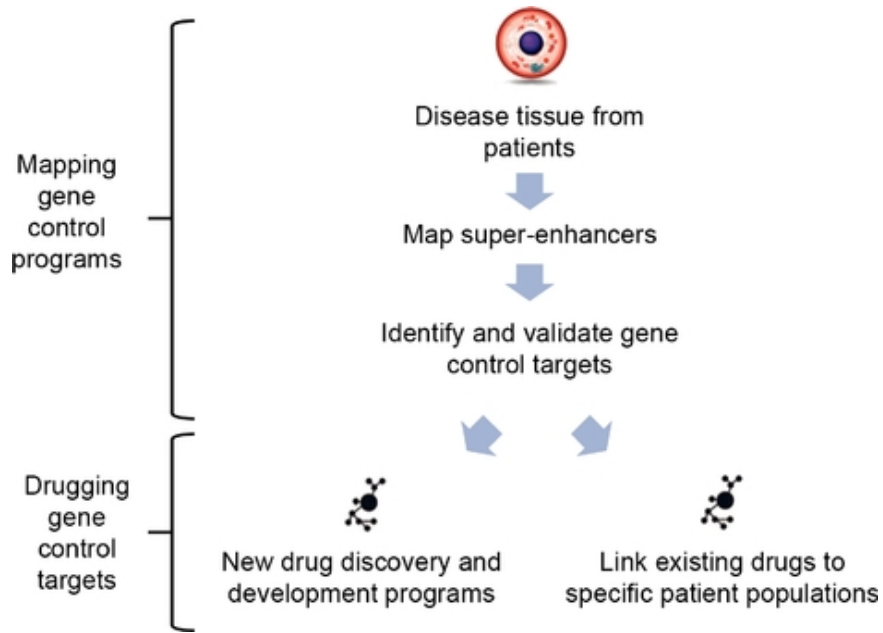 Disease tissue from
patients
Mapping
gene
control
programs
Map super-enhancers
Identify and validate gene
control targets
Drugging
gene
control
targets
New drug discovery and
development programs
Link existing drugs to
specific patient populations